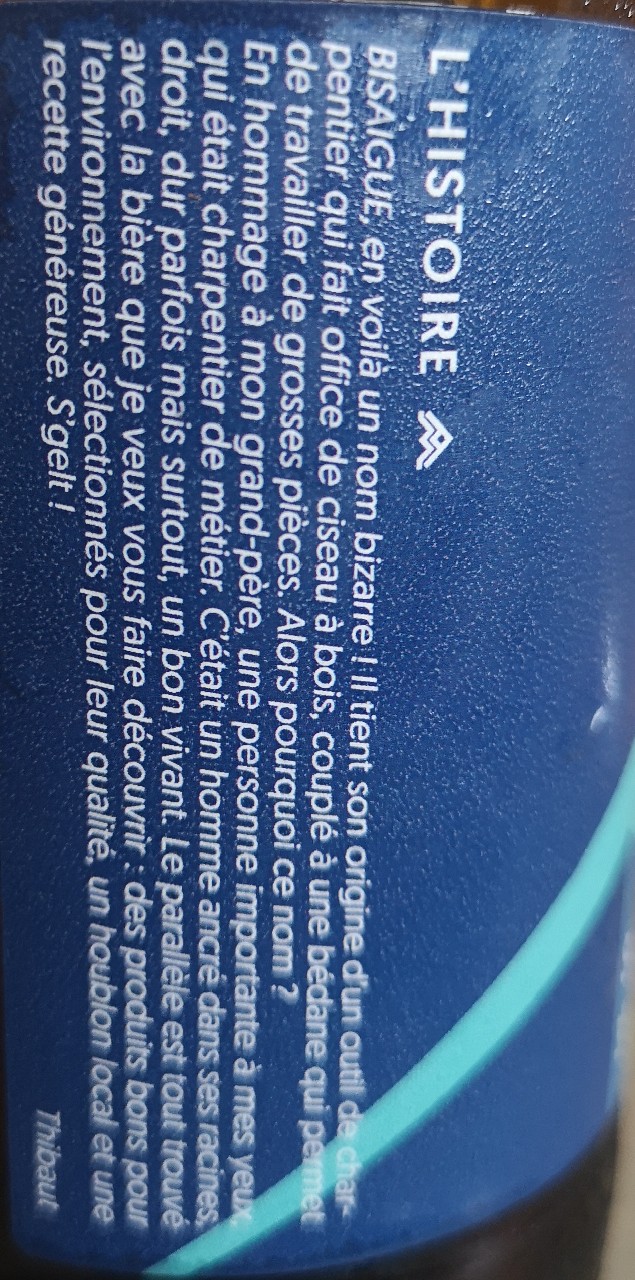 L'HISTOIRE
BISAIGUE, en voilà un nom bizarre ! Il tient son origine d'un outil de char-
pentier qui fait office de ciseau à bois, couplé à une bédane qui permet
de travailler de grosses pièces. Alors pourquoi ce nom ?
En hommage à mon grand-père, une personne importante à mes yeux,
qui était charpentier de métier. C'était un homme ancré dans ses racines,
droit, dur parfois mais surtout, un bon vivant. Le parallèle est tout trouvé
avec la bière que je veux vous faire découvrir : des produits bons pour
l'environnement, sélectionnés pour leur qualité, un houblon local et une
recette généreuse. S'gelt !
Thibaut